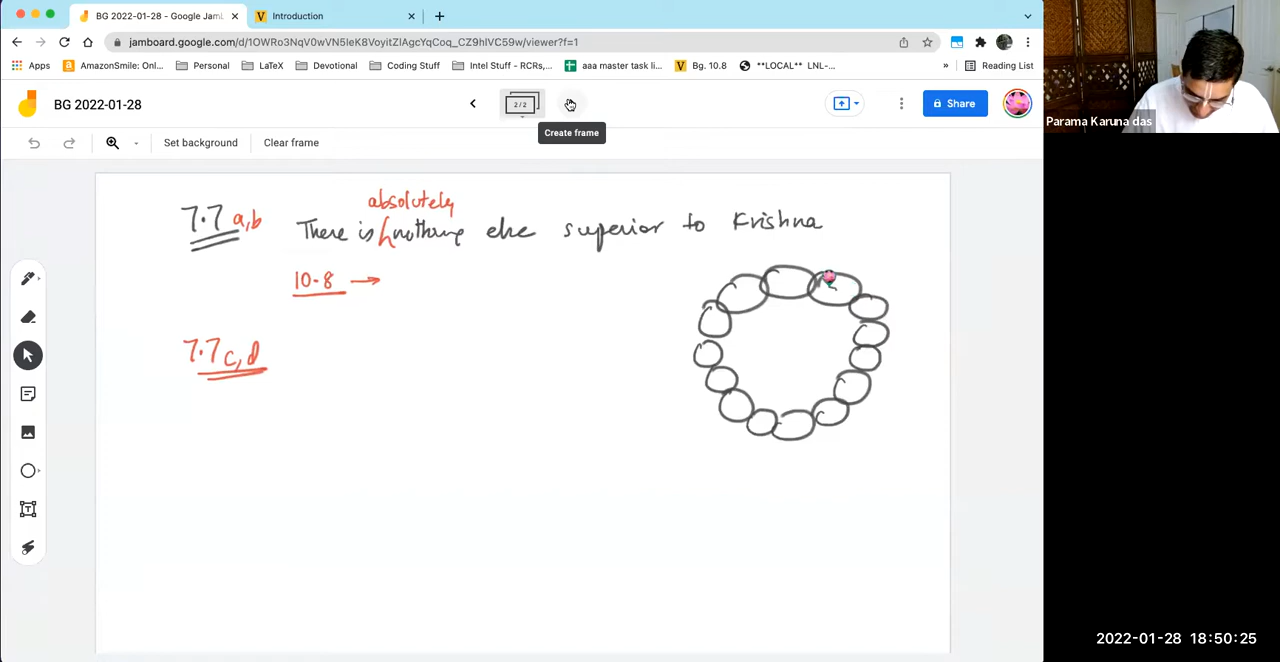 BG 2022-01-28 - Google Jam
Introduction
jamboard.google.com/d/1OWRo3NqV0wVN5leK8VoyitZlAgcYqCoq_CZ9hlVC59w/viewer?f=1
Apps AmazonSmile: Onl... Personal LaTeX Devotional Coding Stuff Intel Stuff - RCRs,... aaa master task li... Bg. 10.8 **LOCAL** LNL-... » Reading List
BG 2022-01-28
2/2
Share
Create frame
Set background Clear frame
Parama Karuna das
absolutely
7.7 a,b There is nothing else superior to Krishna
10.8 →
7.7 c,d
2022-01-28 18:50:25